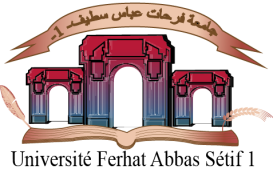 جامعة فرحات عباس سطيف -1-
Université Ferhat Abbas Sétif 1